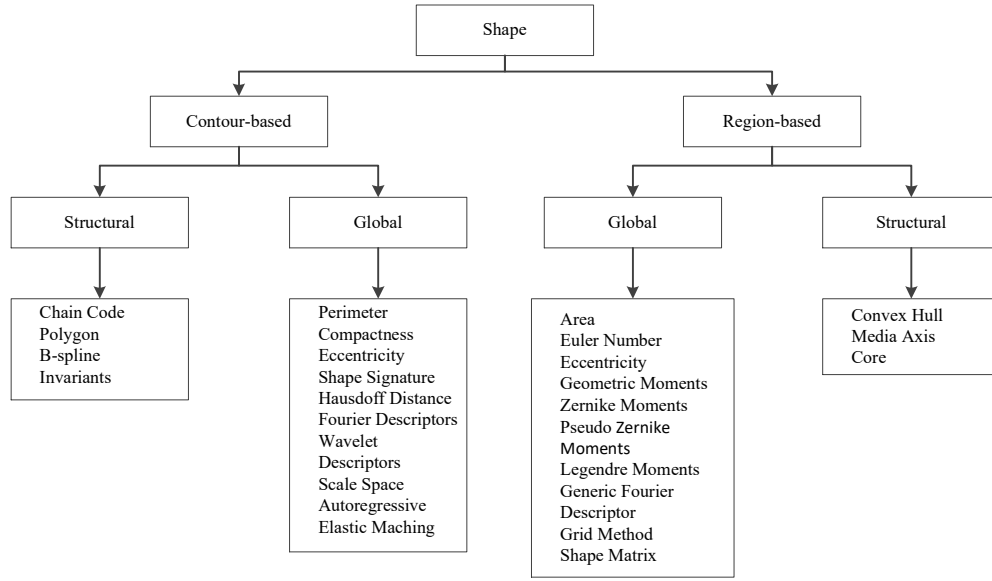 Shape
Contour-based
Region-based
Structural
Global
Global
Structural
Chain Code
Polygon
B-spline
Invariants
Perimeter
Compactness
Eccentricity
Shape Signature
Hausdoff Distance
Fourier Descriptors
Wavelet
Descriptors
Scale Space
Autoregressive
Elastic Maching
Area
Euler Number
Eccentricity
Geometric Moments
Zernike Moments
Pseudo Zernike
Moments
Legendre Moments
Generic Fourier
Descriptor
Grid Method
Shape Matrix
Convex Hull
Media Axis
Core